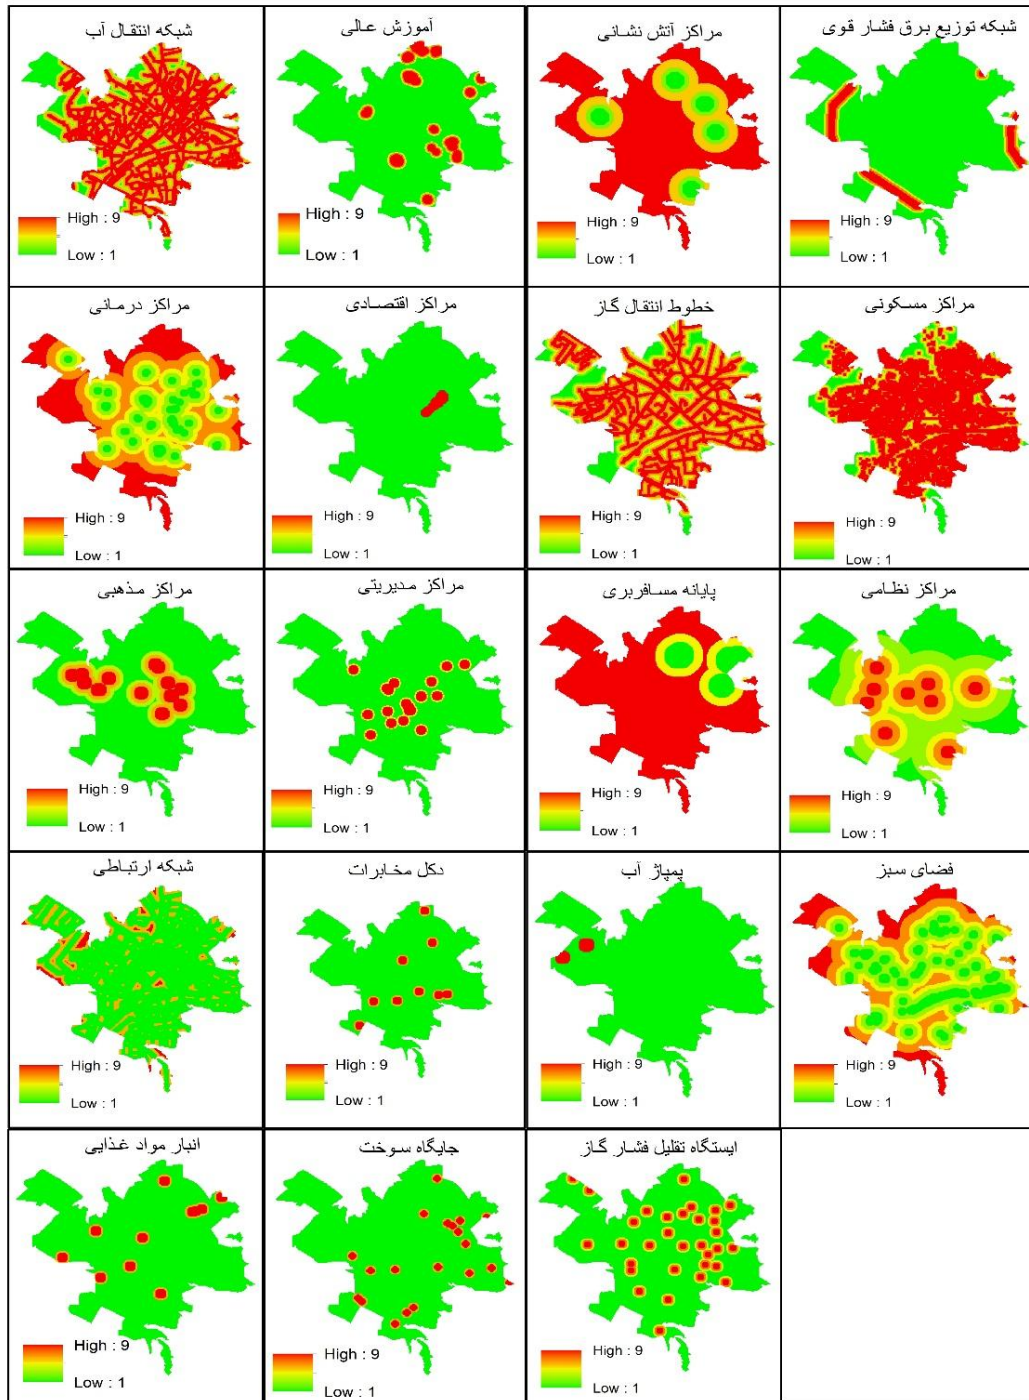 شبکه توزیع برق فشار قوی
High : 9
Low : 1
مراکز آتش نشانی
High : 9
Low : 1
آموزش عالی
High : 9
Low : 1
شبکه انتقال آب
High : 9
Low : 1
مراکز مسکونی
High : 9
Low : 1
خطوط انتقال گاز
High : 9
Low : 1
مراکز اقتصادی
High : 9
Low : 1
مراکز درمانی
High : 9
Low : 1
مراکز نظامی
High : 9
Low : 1
پایانه مسافربری
High : 9
Low : 1
مراکز مدیریتی
High : 9
Low : 1
مراکز مذهبی
High : 9
Low : 1
فضای سبز
High : 9
Low : 1
پمپاژ آب
High : 9
Low : 1
دکل مخابرات
High : 9
Low : 1
شبکه ارتباطی
High : 9
Low : 1
ایستگاه تقلیل فشار گاز
High : 9
Low : 1
جایگاه سوخت
High : 9
Low : 1
انبار مواد غذایی
High : 9
Low : 1